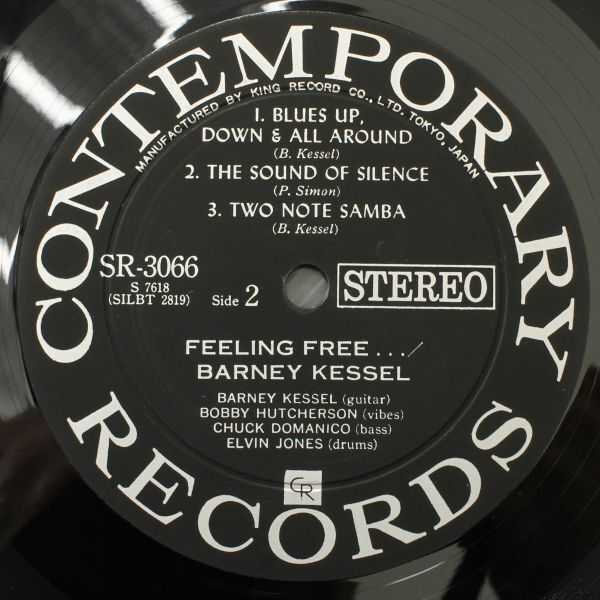 CONTEMPORARY
MANUFACTURED BY KING RECORD CO., LTD. TOKYO, JAPAN
1. BLUES UP,
DOWN & ALL AROUND
(B. Kessel)
2. THE SOUND OF SILENCE
(P. Simon)
3. TWO NOTE SAMBA
(B. Kessel)
SR-3066
S 7618
(SILBT 2819)
Side 2
STEREO
FEELING FREE.../
BARNEY KESSEL
BARNEY KESSEL (guitar)
BOBBY HUTCHERSON (vibes)
CHUCK DOMANICO (bass)
ELVIN JONES (drums)
CR
RECORDS